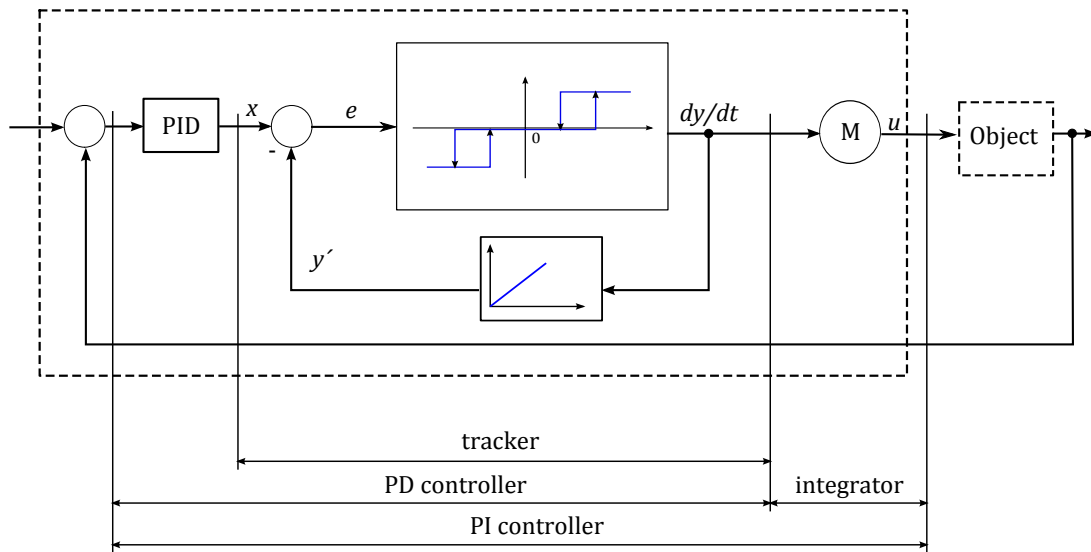 PID
x
-
e
0
dy/dt
M
u
Object
y´
tracker
PD controller
integrator
PI controller